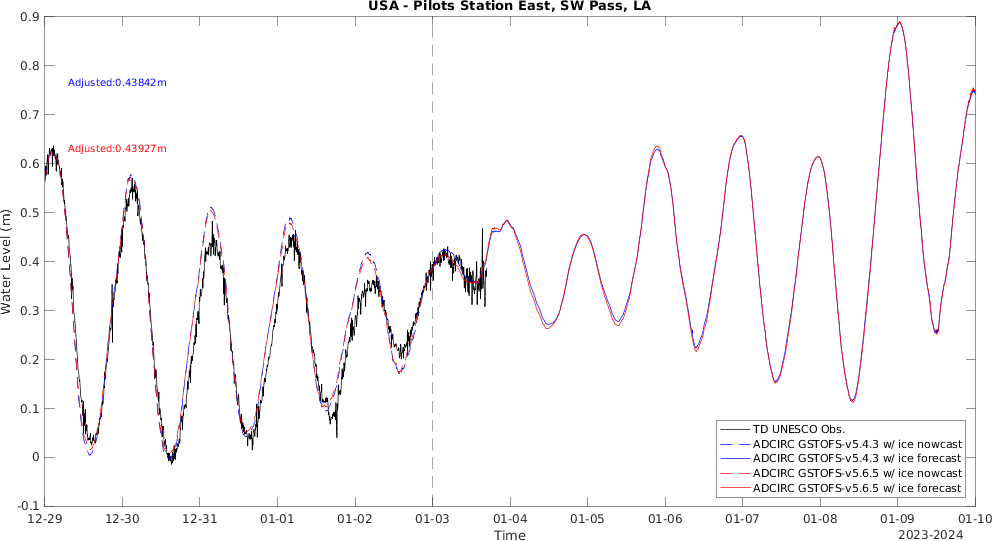 USA - Pilots Station East, SW Pass, LA
0.9
0.8
0.7
0.6
0.5
0.4
0.3
0.2
0.1
0
-0.1
Water Level (m)
Adjusted:0.43842m
Adjusted:0.43927m
TD UNESCO Obs.
ADCIRC GSTOFS-v5.4.3 w/ ice nowcast
ADCIRC GSTOFS-v5.4.3 w/ ice forecast
ADCIRC GSTOFS-v5.6.5 w/ ice nowcast
ADCIRC GSTOFS-v5.6.5 w/ ice forecast
12-29 12-30 12-31 01-01 01-02 01-03 01-04 01-05 01-06 01-07 01-08 01-09 01-10
Time
2023-2024